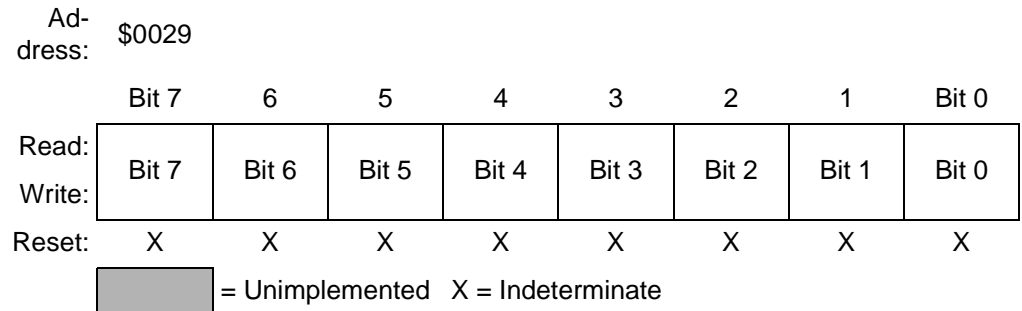 Ad-
dress: $0029
Bit 7 6 5 4 3 2 1 Bit 0
Read:
Write:
Bit 7 Bit 6 Bit 5 Bit 4 Bit 3 Bit 2 Bit 1 Bit 0
Reset: X X X X X X X X
= Unimplemented X = Indeterminate